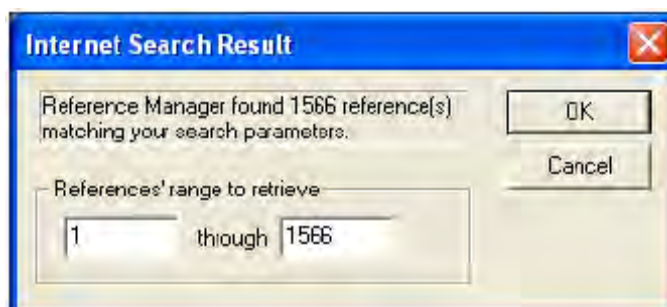 Internet Search Result
Reference Manager found 1566 reference(s)
matching your search parameters.
OK
Cancel
References' range to retrieve
1 through 1566